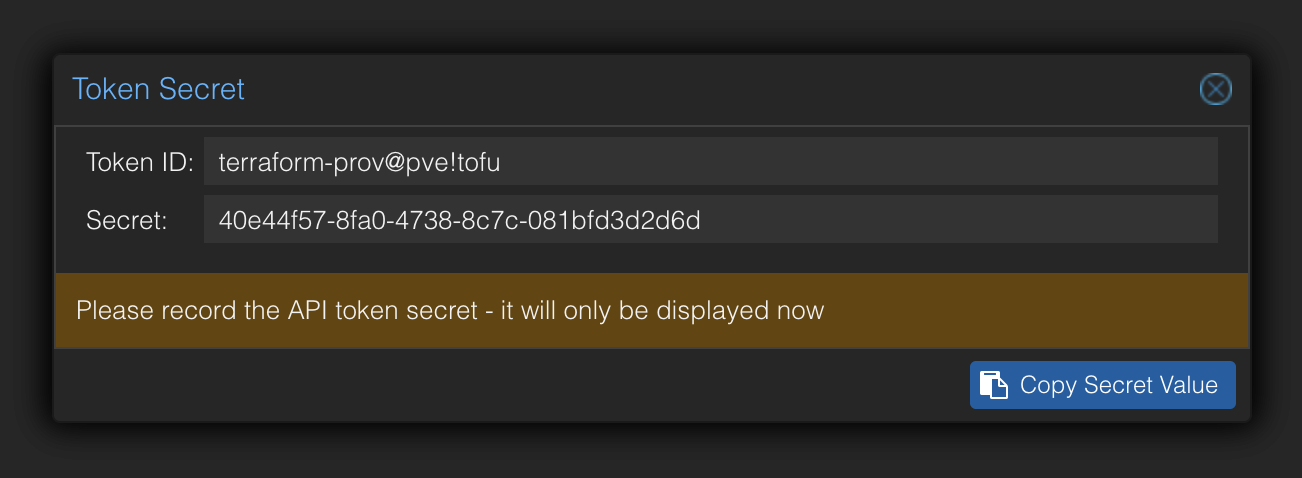 Token Secret
Token ID: terraform-prov@pve!tofu
Secret: 40e44f57-8fa0-4738-8c7c-081bfd3d2d6d
Please record the API token secret - it will only be displayed now
Copy Secret Value